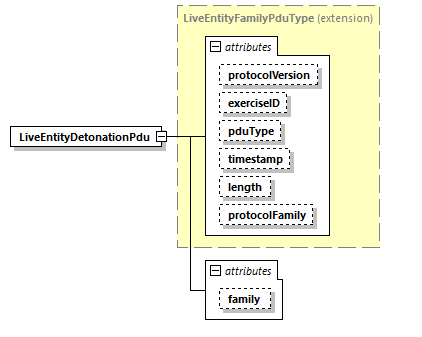 LiveEntityFamilyPduType (extension)
attributes
protocolVersion
exerciseID
pduType
LiveEntityDetonationPdu
timestamp
length
protocolFamily
attributes
family